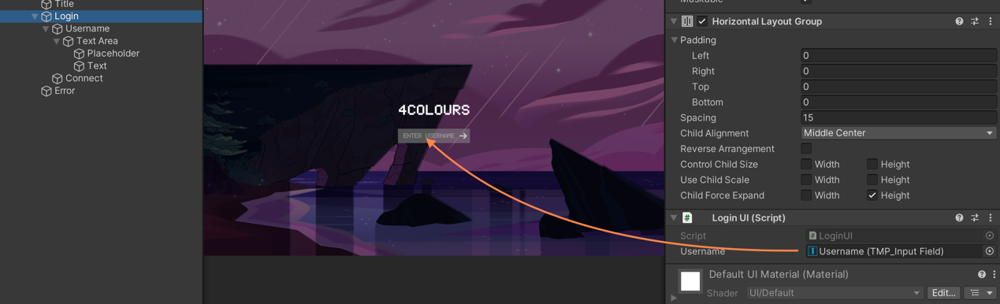 Title
Login
Username
Text Area
Placeholder
Text
Connect
Error
4COLOURS
ENTER USERNAME
Horizontal Layout Group
Padding
Left 0
Right 0
Top 0
Bottom 0
Spacing 15
Child Alignment Middle Center
Reverse Arrangement
Control Child Size Width Height
Use Child Scale Width Height
Child Force Expand Width Height
# Login UI (Script)
Script # LoginUI
Username Username (TMP_Input Field)
Default UI Material (Material)
Shader UI/Default Edit...